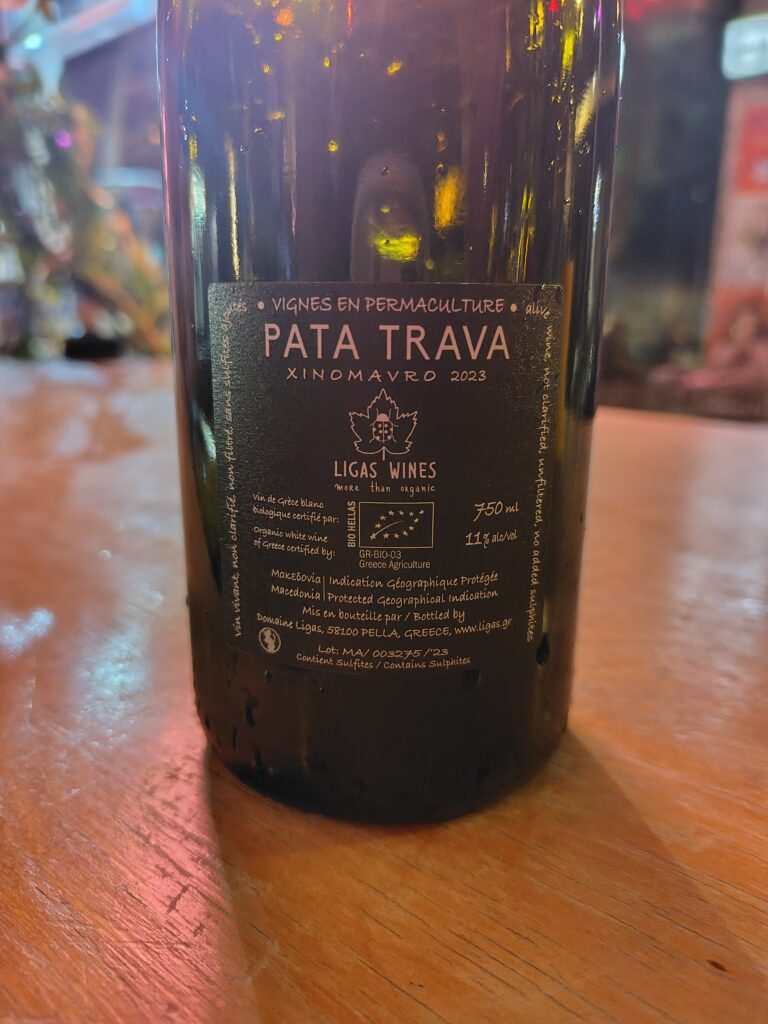 • VIGNES EN PERMACULTURE •
PATA TRAVA
XINOMAVRO 2023
LIGAS WINES
more than organic
Vin de Grèce blanc
biologique certifié par:
Organic white wine
of Greece certified by:
BIO HELLAS
GR-BIO-03
Greece Agriculture
750 ml
11% alc/vol
Μακεδονία | Indication Géographique Protégée
Macedonia | Protected Geographical Indication
Mis en bouteille par / Bottled by
Domaine Ligas, 58100 PELLA, GREECE, www.ligas.gr
Lot: MA/ 003275 /'23
Contient Sulfites / Contains Sulphites
vin vivant, non clarifié, non filtré, sans sulfites ajoutés
alive wine, not clarified, unfiltered, no added sulphites